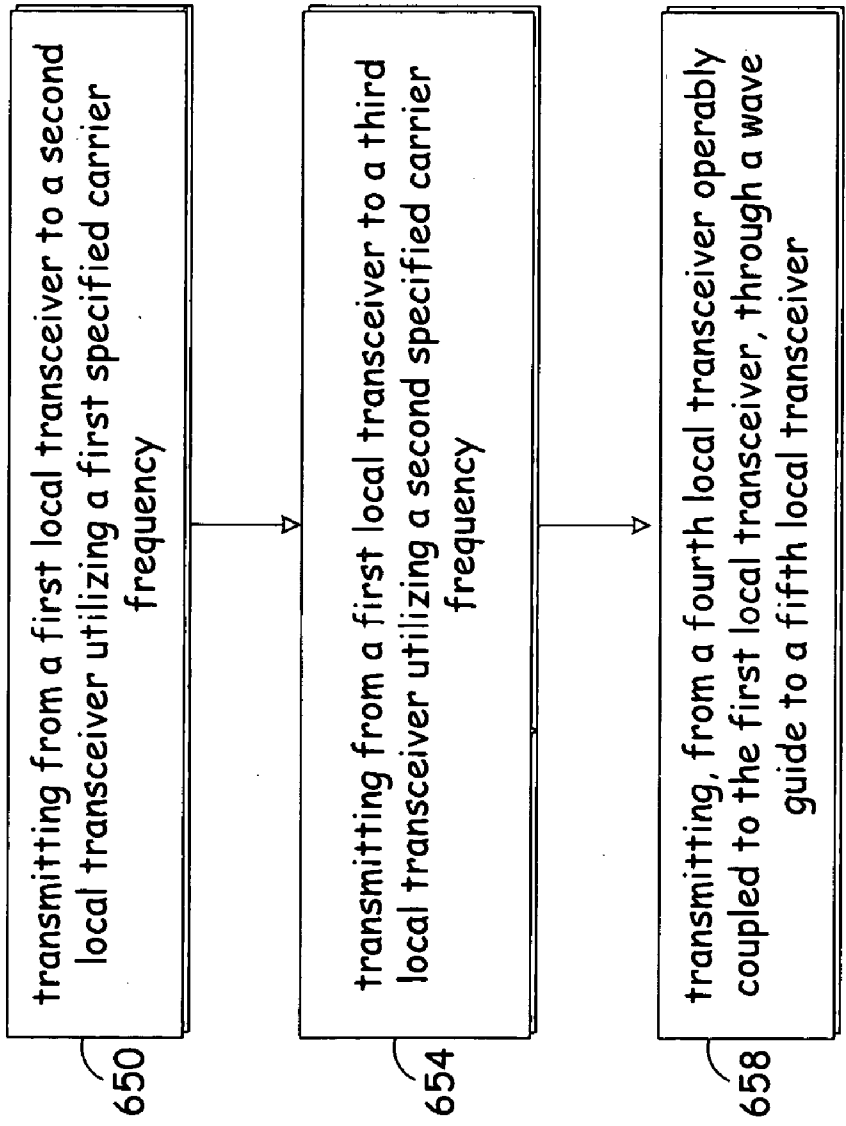 transmitting from a first local transceiver to a second
local transceiver utilizing a first specified carrier
frequency
650
transmitting from a first local transceiver to a third
local transceiver utilizing a second specified carrier
frequency
654
transmitting, from a fourth local transceiver operably
coupled to the first local transceiver, through a wave
guide to a fifth local transceiver
658